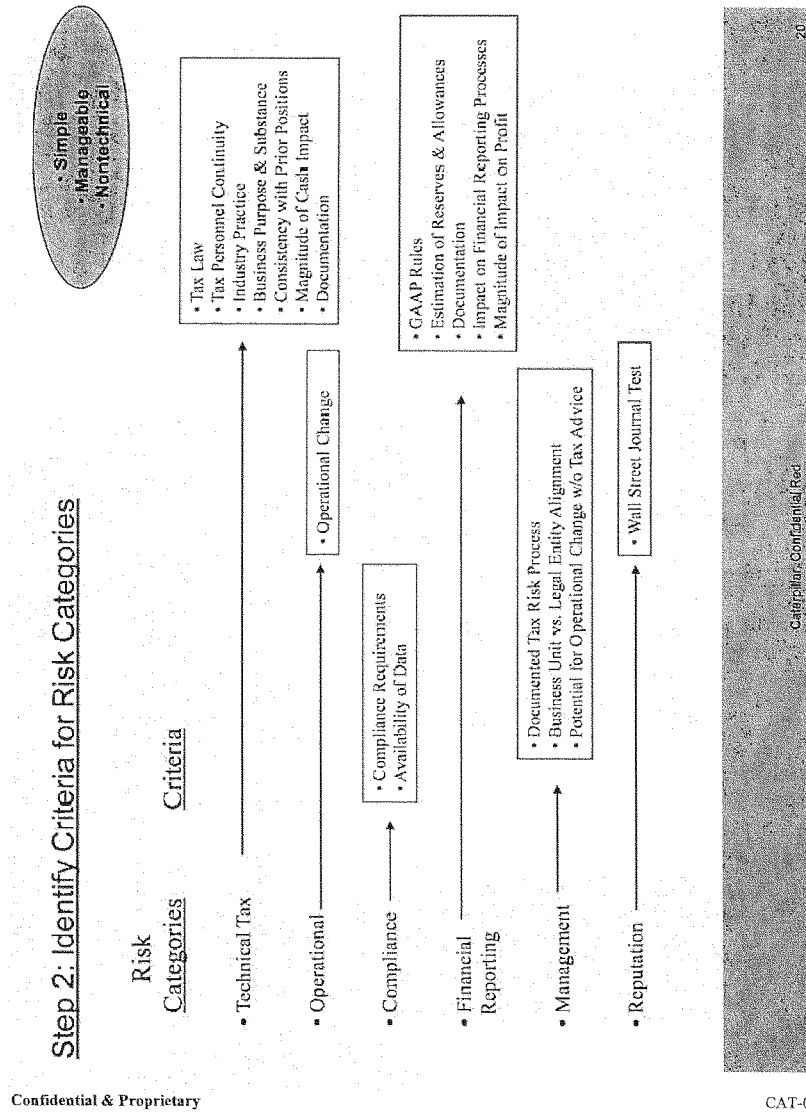 Step 2: Identify Criteria for Risk Categories
• Simple
• Manageable
• Nontechnical
Risk
Categories
Criteria
• Technical Tax
• Tax Law
• Tax Personnel Continuity
• Industry Practice
• Business Purpose & Substance
• Consistency with Prior Positions
• Magnitude of Cash Impact
• Documentation
• Operational
• Operational Change
• Compliance
• Compliance Requirements
• Availability of Data
• Financial
Reporting
• GAAP Rules
• Estimation of Reserves & Allowances
• Documentation
• Impact on Financial Reporting Processes
• Magnitude of Impact on Profit
• Management
• Documented Tax Risk Process
• Business Unit vs. Legal Entity Alignment
• Potential for Operational Change w/o Tax Advice
• Reputation
• Wall Street Journal Test
Caterpillar: Confidential Red
20
Confidential & Proprietary
CAT-0